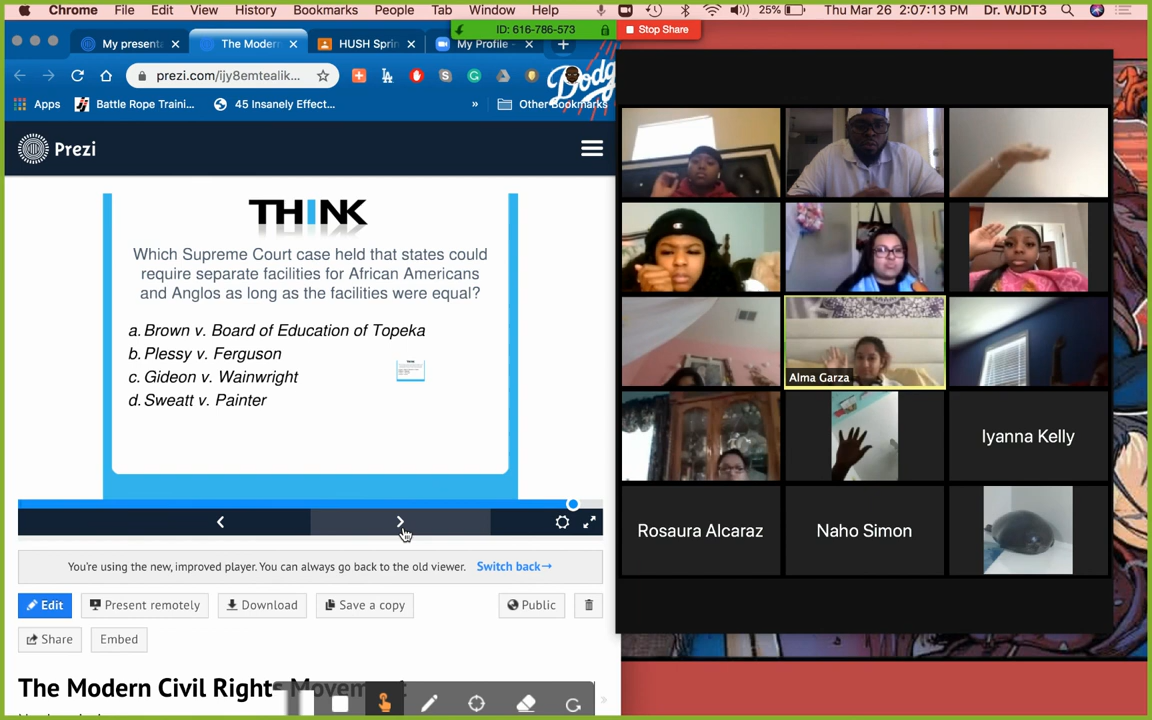 Chrome File Edit View History Bookmarks People Tab Window Help 25% Thu Mar 26 2:07:13 PM Dr. WJDT3
ID: 616-786-573 Stop Share
My present The Modern HUSH Sprin My Profile -
prezi.com/ijy8emtealik...
Dodg
Apps Battle Rope Traini... 45 Insanely Effect... » Other Bookmarks
Prezi
THINK
Which Supreme Court case held that states could
require separate facilities for African Americans
and Anglos as long as the facilities were equal?
a. Brown v. Board of Education of Topeka
b. Plessy v. Ferguson
c. Gideon v. Wainwright
d. Sweatt v. Painter
Alma Garza
Iyanna Kelly
Rosaura Alcaraz
Naho Simon
You're using the new, improved player. You can always go back to the old viewer. Switch back→
Edit Present remotely Download Save a copy Public
Share Embed
The Modern Civil Rights Movement